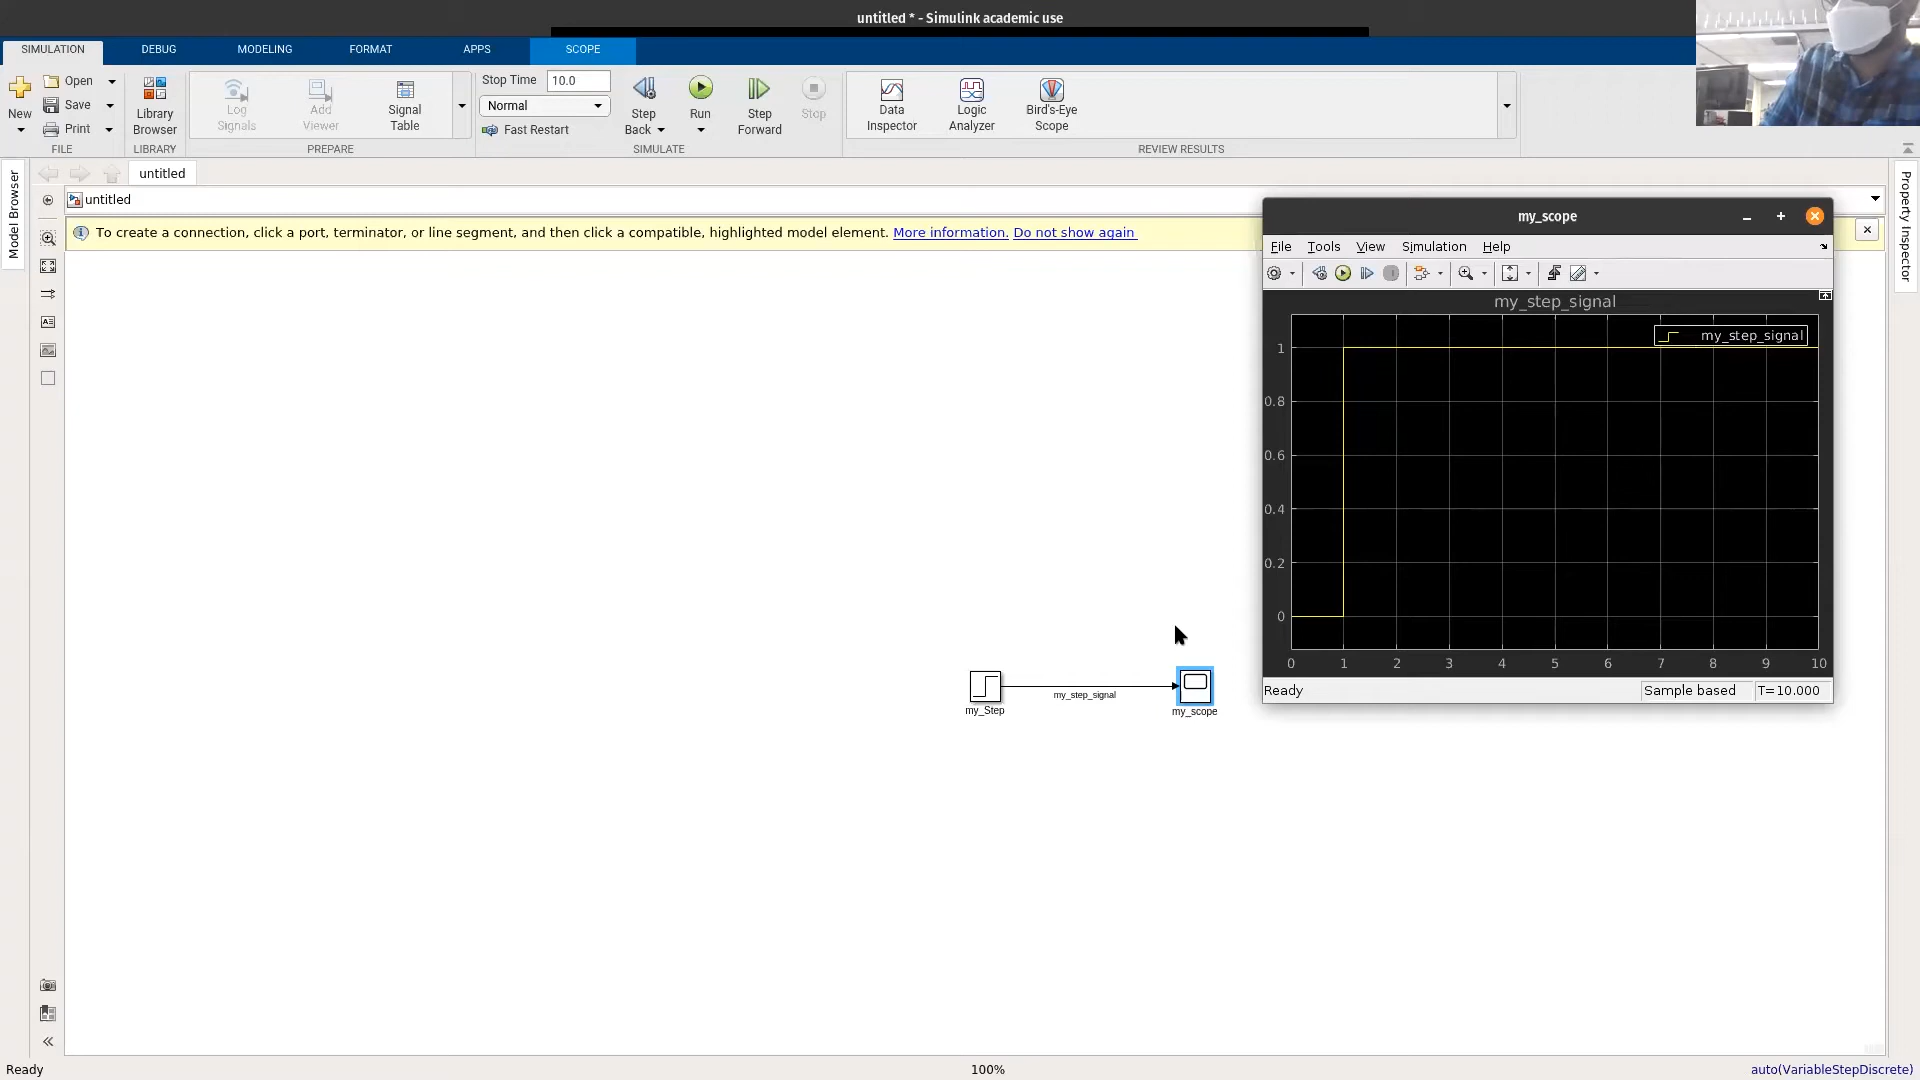 untitled * - Simulink academic use
SIMULATION
DEBUG
MODELING
FORMAT
APPS
SCOPE
New
Open
Save
Print
FILE
Library
Browser
LIBRARY
Log
Signals
Add
Viewer
Signal
Table
PREPARE
Stop Time
10.0
Normal
Fast Restart
Step
Back
Run
Step
Forward
Stop
SIMULATE
Data
Inspector
Logic
Analyzer
Bird's-Eye
Scope
REVIEW RESULTS
Model Browser
Property Inspector
untitled
untitled
To create a connection, click a port, terminator, or line segment, and then click a compatible, highlighted model element. More information. Do not show again
my_scope
File Tools View Simulation Help
my_step_signal
my_step_signal
1
0.8
0.6
0.4
0.2
0
0 1 2 3 4 5 6 7 8 9 10
Ready
Sample based
T=10.000
my_step_signal
my_Step
my_scope
Ready
100%
auto(VariableStepDiscrete)